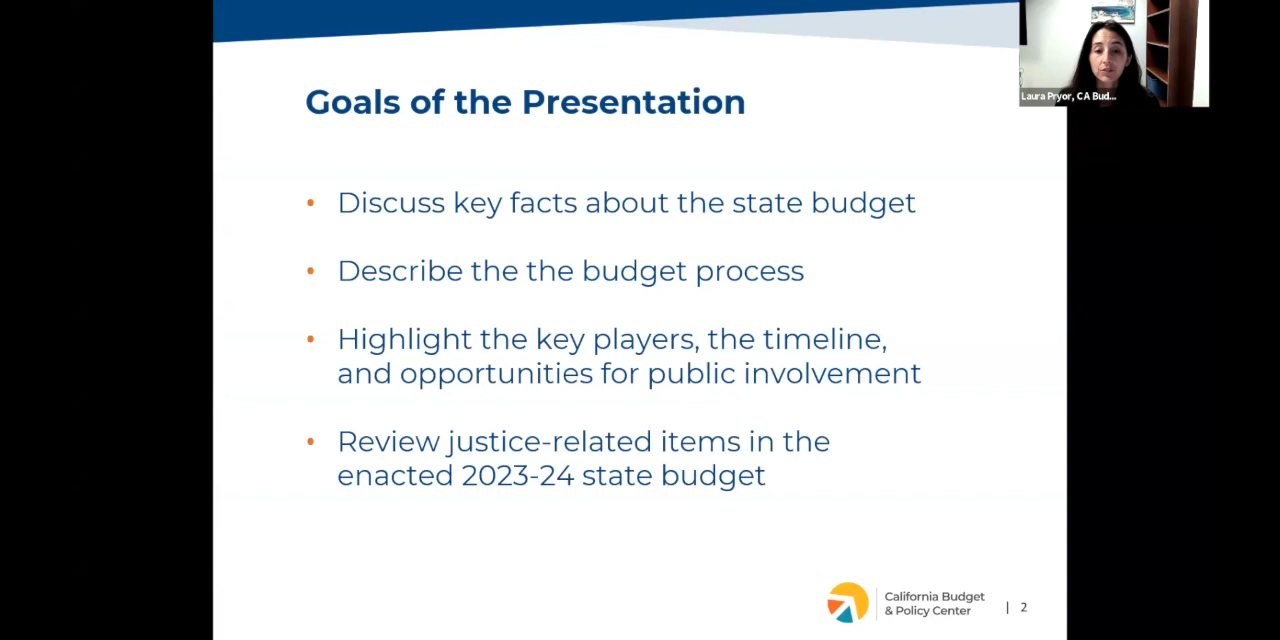 Laura Pryor, CA Bud...
Goals of the Presentation
• Discuss key facts about the state budget
• Describe the the budget process
• Highlight the key players, the timeline,
and opportunities for public involvement
• Review justice-related items in the
enacted 2023-24 state budget
California Budget
& Policy Center
| 2